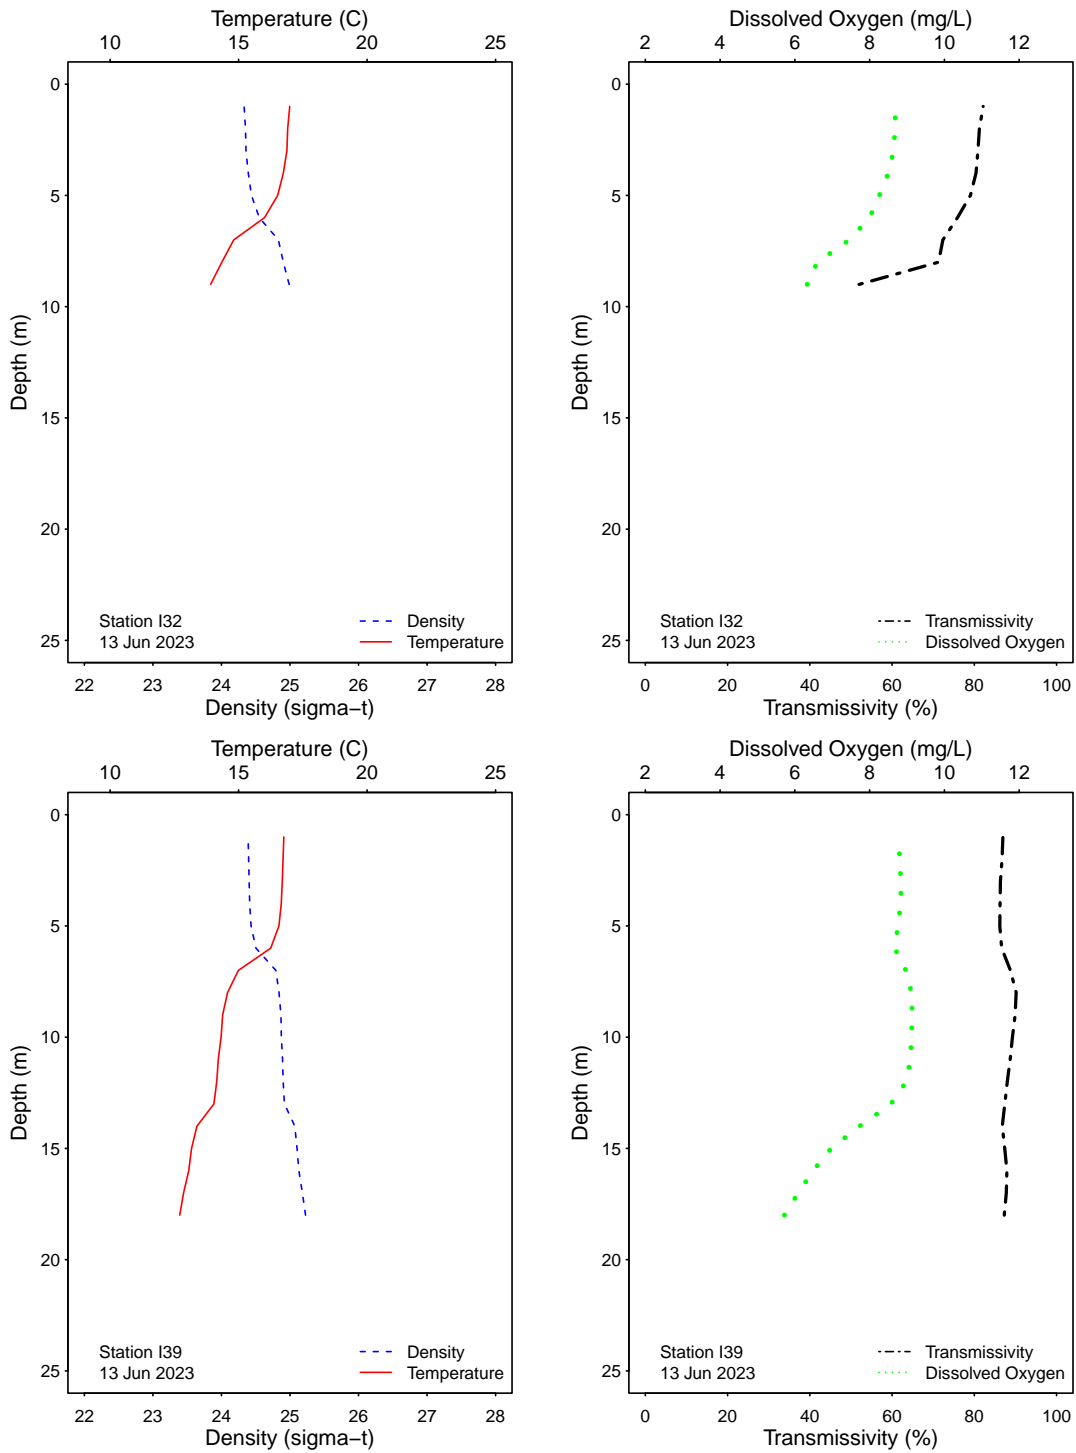 Temperature (C)
10 15 20 25
0
5
10
15
20
25
Depth (m)
Station I32
13 Jun 2023
Density
Temperature
22 23 24 25 26 27 28
Density (sigma−t)
Dissolved Oxygen (mg/L)
2 4 6 8 10 12
0
5
10
15
20
25
Depth (m)
Station I32
13 Jun 2023
Transmissivity
Dissolved Oxygen
0 20 40 60 80 100
Transmissivity (%)
Temperature (C)
10 15 20 25
0
5
10
15
20
25
Depth (m)
Station I39
13 Jun 2023
Density
Temperature
22 23 24 25 26 27 28
Density (sigma−t)
Dissolved Oxygen (mg/L)
2 4 6 8 10 12
0
5
10
15
20
25
Depth (m)
Station I39
13 Jun 2023
Transmissivity
Dissolved Oxygen
0 20 40 60 80 100
Transmissivity (%)